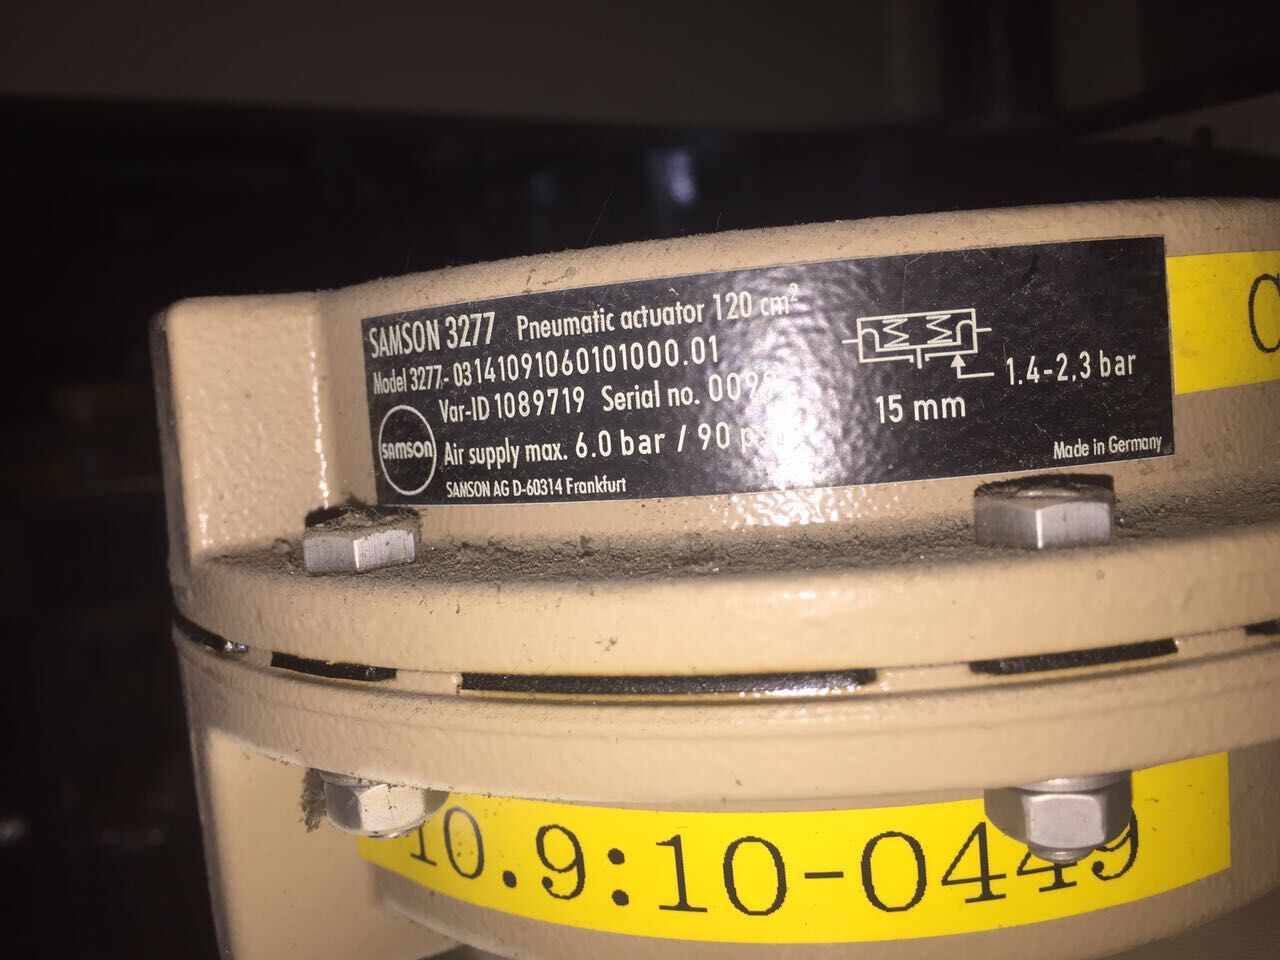 SAMSON 3277 Pneumatic actuator 120 cm²
Model 3277-03141091060101000.01
Var-ID 1089719 Serial no.
SAMSON
Air supply max. 6.0 bar / 90
SAMSON AG D-60314 Frankfurt
1.4-2,3 bar
15 mm
Made in Germany
10.9:10-0449